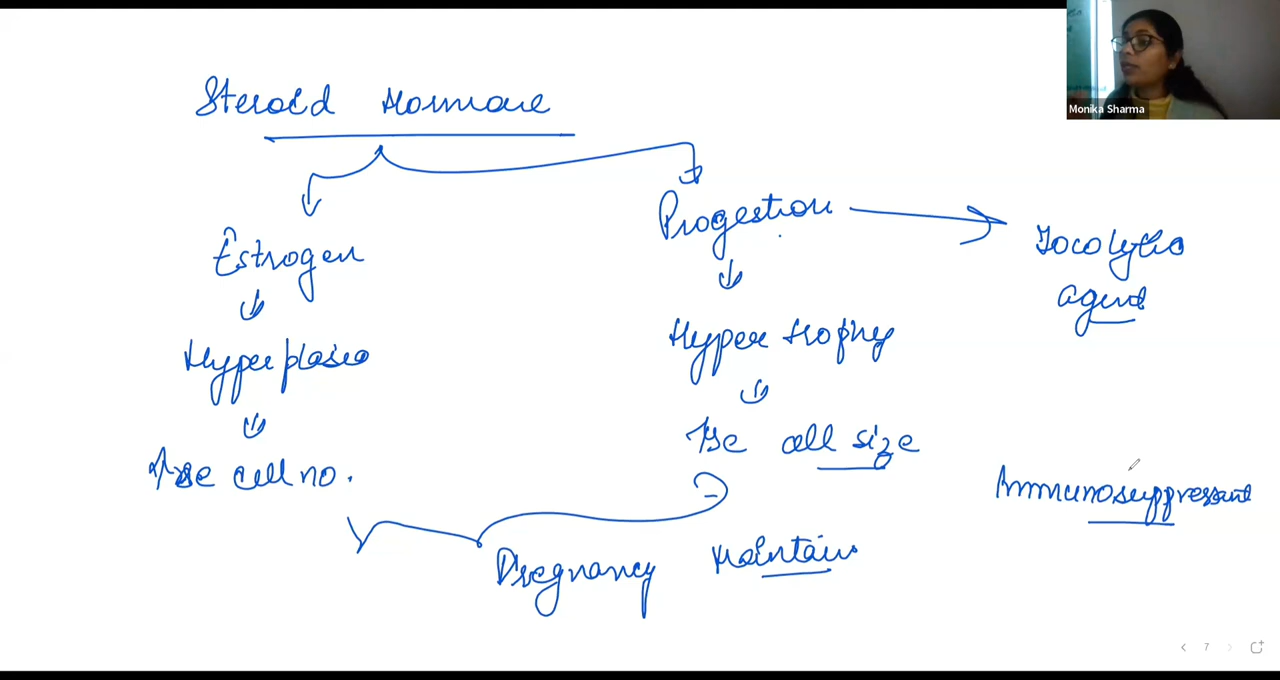 Steroid Hormone
Estrogen
Progestron
Tocolytic
agent
Hyperplasia
Hypertrophy
↑se cell no.
↑se cell size
Immunosuppressant
Pregnancy Maintain
Monika Sharma
7